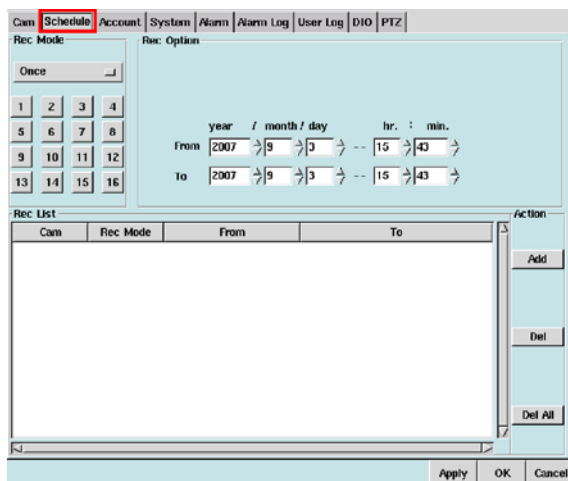 Cam Schedule Account System Alarm Alarm Log User Log DIO PTZ
Rec Mode Rec Option
Once
1 2 3 4
5 6 7 8
9 10 11 12
13 14 15 16
year / month / day hr. : min.
From 2007 9 3 -- 15 43
To 2007 9 3 -- 15 43
Rec List Action
Cam Rec Mode From To
Add
Del
Del All
Apply OK Cancel